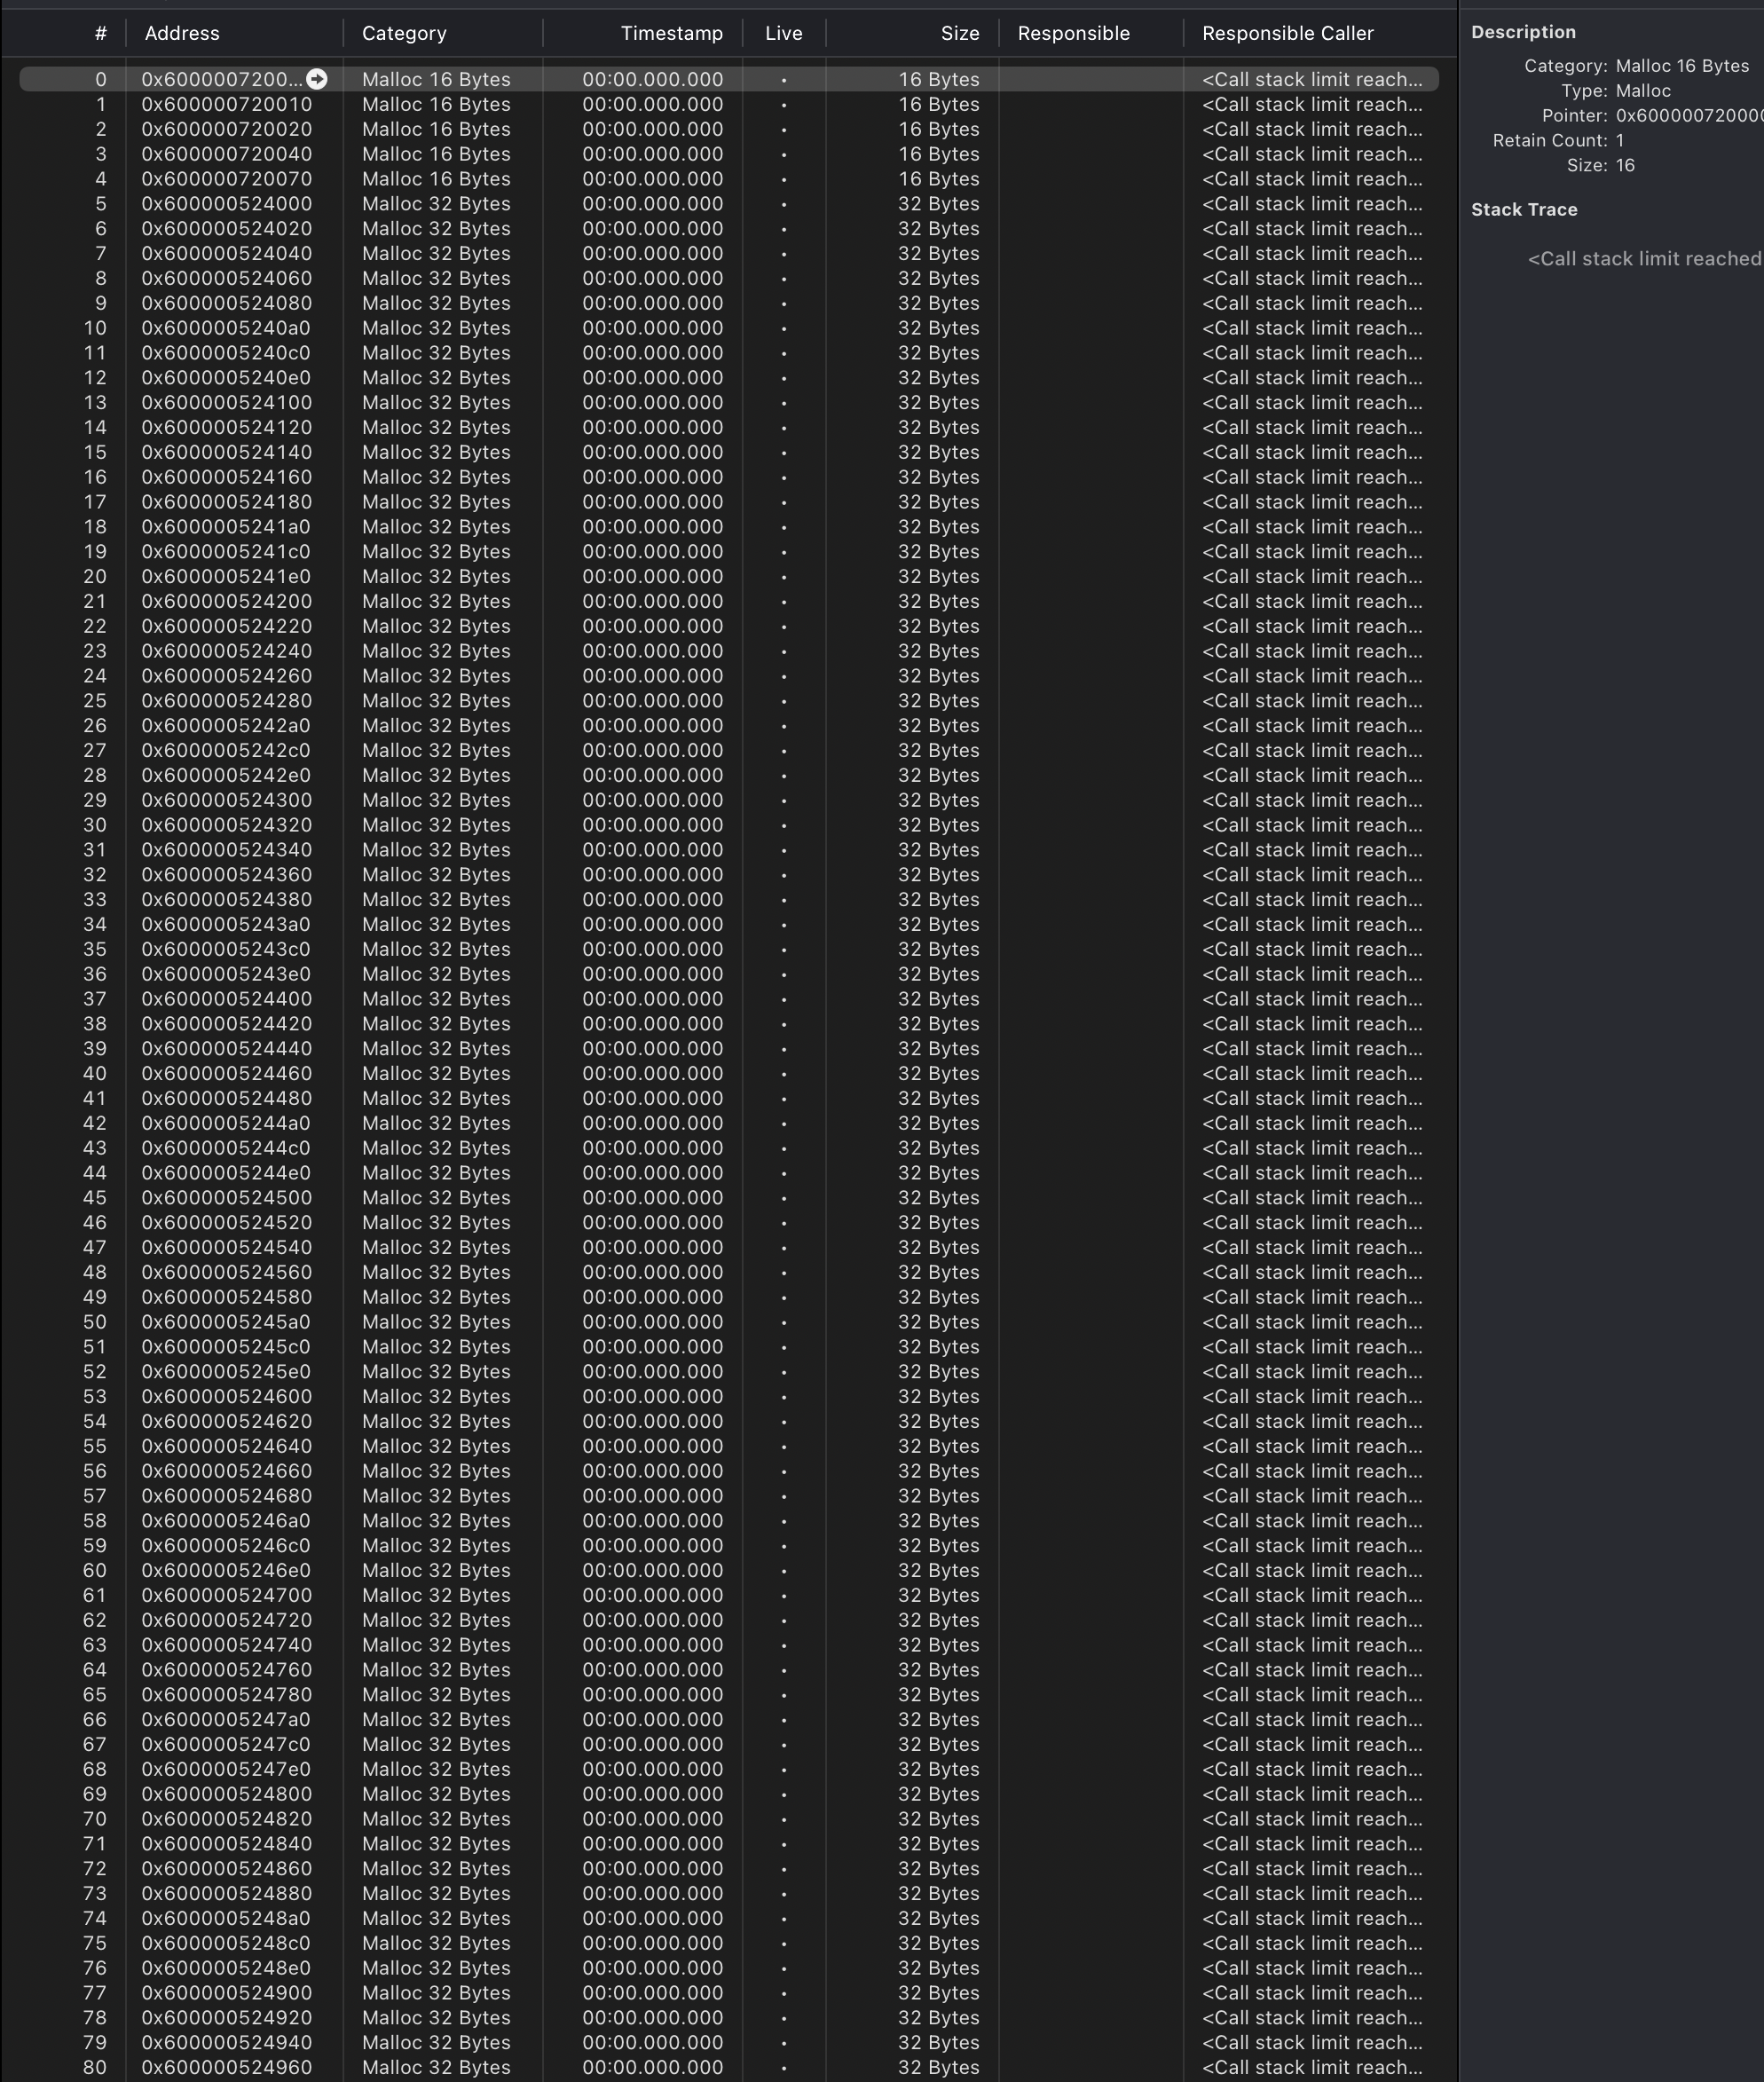 # Address Category Timestamp Live Size Responsible Responsible Caller
0 0x6000007200... Malloc 16 Bytes 00:00.000.000 • 16 Bytes <Call stack limit reach...
1 0x600000720010 Malloc 16 Bytes 00:00.000.000 • 16 Bytes <Call stack limit reach...
2 0x600000720020 Malloc 16 Bytes 00:00.000.000 • 16 Bytes <Call stack limit reach...
3 0x600000720040 Malloc 16 Bytes 00:00.000.000 • 16 Bytes <Call stack limit reach...
4 0x600000720070 Malloc 16 Bytes 00:00.000.000 • 16 Bytes <Call stack limit reach...
5 0x600000524000 Malloc 32 Bytes 00:00.000.000 • 32 Bytes <Call stack limit reach...
6 0x600000524020 Malloc 32 Bytes 00:00.000.000 • 32 Bytes <Call stack limit reach...
7 0x600000524040 Malloc 32 Bytes 00:00.000.000 • 32 Bytes <Call stack limit reach...
8 0x600000524060 Malloc 32 Bytes 00:00.000.000 • 32 Bytes <Call stack limit reach...
9 0x600000524080 Malloc 32 Bytes 00:00.000.000 • 32 Bytes <Call stack limit reach...
10 0x6000005240a0 Malloc 32 Bytes 00:00.000.000 • 32 Bytes <Call stack limit reach...
11 0x6000005240c0 Malloc 32 Bytes 00:00.000.000 • 32 Bytes <Call stack limit reach...
12 0x6000005240e0 Malloc 32 Bytes 00:00.000.000 • 32 Bytes <Call stack limit reach...
13 0x600000524100 Malloc 32 Bytes 00:00.000.000 • 32 Bytes <Call stack limit reach...
14 0x600000524120 Malloc 32 Bytes 00:00.000.000 • 32 Bytes <Call stack limit reach...
15 0x600000524140 Malloc 32 Bytes 00:00.000.000 • 32 Bytes <Call stack limit reach...
16 0x600000524160 Malloc 32 Bytes 00:00.000.000 • 32 Bytes <Call stack limit reach...
17 0x600000524180 Malloc 32 Bytes 00:00.000.000 • 32 Bytes <Call stack limit reach...
18 0x6000005241a0 Malloc 32 Bytes 00:00.000.000 • 32 Bytes <Call stack limit reach...
19 0x6000005241c0 Malloc 32 Bytes 00:00.000.000 • 32 Bytes <Call stack limit reach...
20 0x6000005241e0 Malloc 32 Bytes 00:00.000.000 • 32 Bytes <Call stack limit reach...
21 0x600000524200 Malloc 32 Bytes 00:00.000.000 • 32 Bytes <Call stack limit reach...
22 0x600000524220 Malloc 32 Bytes 00:00.000.000 • 32 Bytes <Call stack limit reach...
23 0x600000524240 Malloc 32 Bytes 00:00.000.000 • 32 Bytes <Call stack limit reach...
24 0x600000524260 Malloc 32 Bytes 00:00.000.000 • 32 Bytes <Call stack limit reach...
25 0x600000524280 Malloc 32 Bytes 00:00.000.000 • 32 Bytes <Call stack limit reach...
26 0x6000005242a0 Malloc 32 Bytes 00:00.000.000 • 32 Bytes <Call stack limit reach...
27 0x6000005242c0 Malloc 32 Bytes 00:00.000.000 • 32 Bytes <Call stack limit reach...
28 0x6000005242e0 Malloc 32 Bytes 00:00.000.000 • 32 Bytes <Call stack limit reach...
29 0x600000524300 Malloc 32 Bytes 00:00.000.000 • 32 Bytes <Call stack limit reach...
30 0x600000524320 Malloc 32 Bytes 00:00.000.000 • 32 Bytes <Call stack limit reach...
31 0x600000524340 Malloc 32 Bytes 00:00.000.000 • 32 Bytes <Call stack limit reach...
32 0x600000524360 Malloc 32 Bytes 00:00.000.000 • 32 Bytes <Call stack limit reach...
33 0x600000524380 Malloc 32 Bytes 00:00.000.000 • 32 Bytes <Call stack limit reach...
34 0x6000005243a0 Malloc 32 Bytes 00:00.000.000 • 32 Bytes <Call stack limit reach...
35 0x6000005243c0 Malloc 32 Bytes 00:00.000.000 • 32 Bytes <Call stack limit reach...
36 0x6000005243e0 Malloc 32 Bytes 00:00.000.000 • 32 Bytes <Call stack limit reach...
37 0x600000524400 Malloc 32 Bytes 00:00.000.000 • 32 Bytes <Call stack limit reach...
38 0x600000524420 Malloc 32 Bytes 00:00.000.000 • 32 Bytes <Call stack limit reach...
39 0x600000524440 Malloc 32 Bytes 00:00.000.000 • 32 Bytes <Call stack limit reach...
40 0x600000524460 Malloc 32 Bytes 00:00.000.000 • 32 Bytes <Call stack limit reach...
41 0x600000524480 Malloc 32 Bytes 00:00.000.000 • 32 Bytes <Call stack limit reach...
42 0x6000005244a0 Malloc 32 Bytes 00:00.000.000 • 32 Bytes <Call stack limit reach...
43 0x6000005244c0 Malloc 32 Bytes 00:00.000.000 • 32 Bytes <Call stack limit reach...
44 0x6000005244e0 Malloc 32 Bytes 00:00.000.000 • 32 Bytes <Call stack limit reach...
45 0x600000524500 Malloc 32 Bytes 00:00.000.000 • 32 Bytes <Call stack limit reach...
46 0x600000524520 Malloc 32 Bytes 00:00.000.000 • 32 Bytes <Call stack limit reach...
47 0x600000524540 Malloc 32 Bytes 00:00.000.000 • 32 Bytes <Call stack limit reach...
48 0x600000524560 Malloc 32 Bytes 00:00.000.000 • 32 Bytes <Call stack limit reach...
49 0x600000524580 Malloc 32 Bytes 00:00.000.000 • 32 Bytes <Call stack limit reach...
50 0x6000005245a0 Malloc 32 Bytes 00:00.000.000 • 32 Bytes <Call stack limit reach...
51 0x6000005245c0 Malloc 32 Bytes 00:00.000.000 • 32 Bytes <Call stack limit reach...
52 0x6000005245e0 Malloc 32 Bytes 00:00.000.000 • 32 Bytes <Call stack limit reach...
53 0x600000524600 Malloc 32 Bytes 00:00.000.000 • 32 Bytes <Call stack limit reach...
54 0x600000524620 Malloc 32 Bytes 00:00.000.000 • 32 Bytes <Call stack limit reach...
55 0x600000524640 Malloc 32 Bytes 00:00.000.000 • 32 Bytes <Call stack limit reach...
56 0x600000524660 Malloc 32 Bytes 00:00.000.000 • 32 Bytes <Call stack limit reach...
57 0x600000524680 Malloc 32 Bytes 00:00.000.000 • 32 Bytes <Call stack limit reach...
58 0x6000005246a0 Malloc 32 Bytes 00:00.000.000 • 32 Bytes <Call stack limit reach...
59 0x6000005246c0 Malloc 32 Bytes 00:00.000.000 • 32 Bytes <Call stack limit reach...
60 0x6000005246e0 Malloc 32 Bytes 00:00.000.000 • 32 Bytes <Call stack limit reach...
61 0x600000524700 Malloc 32 Bytes 00:00.000.000 • 32 Bytes <Call stack limit reach...
62 0x600000524720 Malloc 32 Bytes 00:00.000.000 • 32 Bytes <Call stack limit reach...
63 0x600000524740 Malloc 32 Bytes 00:00.000.000 • 32 Bytes <Call stack limit reach...
64 0x600000524760 Malloc 32 Bytes 00:00.000.000 • 32 Bytes <Call stack limit reach...
65 0x600000524780 Malloc 32 Bytes 00:00.000.000 • 32 Bytes <Call stack limit reach...
66 0x6000005247a0 Malloc 32 Bytes 00:00.000.000 • 32 Bytes <Call stack limit reach...
67 0x6000005247c0 Malloc 32 Bytes 00:00.000.000 • 32 Bytes <Call stack limit reach...
68 0x6000005247e0 Malloc 32 Bytes 00:00.000.000 • 32 Bytes <Call stack limit reach...
69 0x600000524800 Malloc 32 Bytes 00:00.000.000 • 32 Bytes <Call stack limit reach...
70 0x600000524820 Malloc 32 Bytes 00:00.000.000 • 32 Bytes <Call stack limit reach...
71 0x600000524840 Malloc 32 Bytes 00:00.000.000 • 32 Bytes <Call stack limit reach...
72 0x600000524860 Malloc 32 Bytes 00:00.000.000 • 32 Bytes <Call stack limit reach...
73 0x600000524880 Malloc 32 Bytes 00:00.000.000 • 32 Bytes <Call stack limit reach...
74 0x6000005248a0 Malloc 32 Bytes 00:00.000.000 • 32 Bytes <Call stack limit reach...
75 0x6000005248c0 Malloc 32 Bytes 00:00.000.000 • 32 Bytes <Call stack limit reach...
76 0x6000005248e0 Malloc 32 Bytes 00:00.000.000 • 32 Bytes <Call stack limit reach...
77 0x600000524900 Malloc 32 Bytes 00:00.000.000 • 32 Bytes <Call stack limit reach...
78 0x600000524920 Malloc 32 Bytes 00:00.000.000 • 32 Bytes <Call stack limit reach...
79 0x600000524940 Malloc 32 Bytes 00:00.000.000 • 32 Bytes <Call stack limit reach...
80 0x600000524960 Malloc 32 Bytes 00:00.000.000 • 32 Bytes <Call stack limit reach...
Description
Category: Malloc 16 Bytes
Type: Malloc
Pointer: 0x600000720000
Retain Count: 1
Size: 16
Stack Trace
<Call stack limit reached